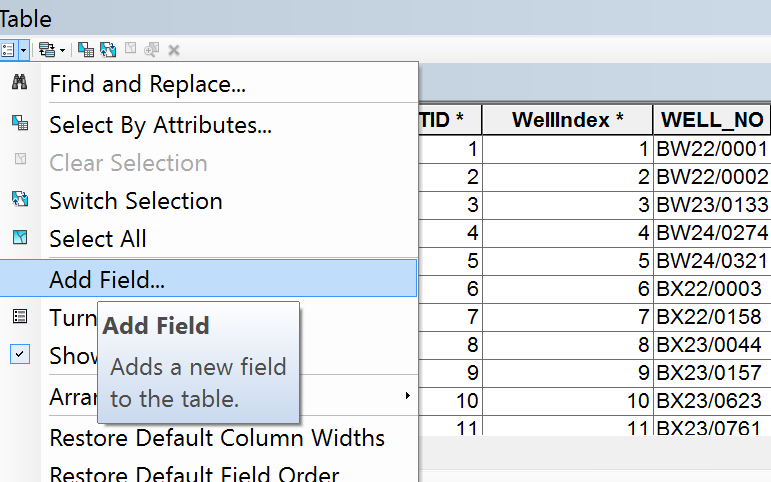 Table
Find and Replace...
Select By Attributes...
Clear Selection
Switch Selection
Select All
Add Field...
Turn
Add Field
Adds a new field
to the table.
Show
Arran
Restore Default Column Widths
Restore Default Field Order
TID * WellIndex * WELL_NO
1 1 BW22/0001
2 2 BW22/0002
3 3 BW23/0133
4 4 BW24/0274
5 5 BW24/0321
6 6 BX22/0003
7 7 BX22/0158
8 8 BX23/0044
9 9 BX23/0157
10 10 BX23/0623
11 11 BX23/0761